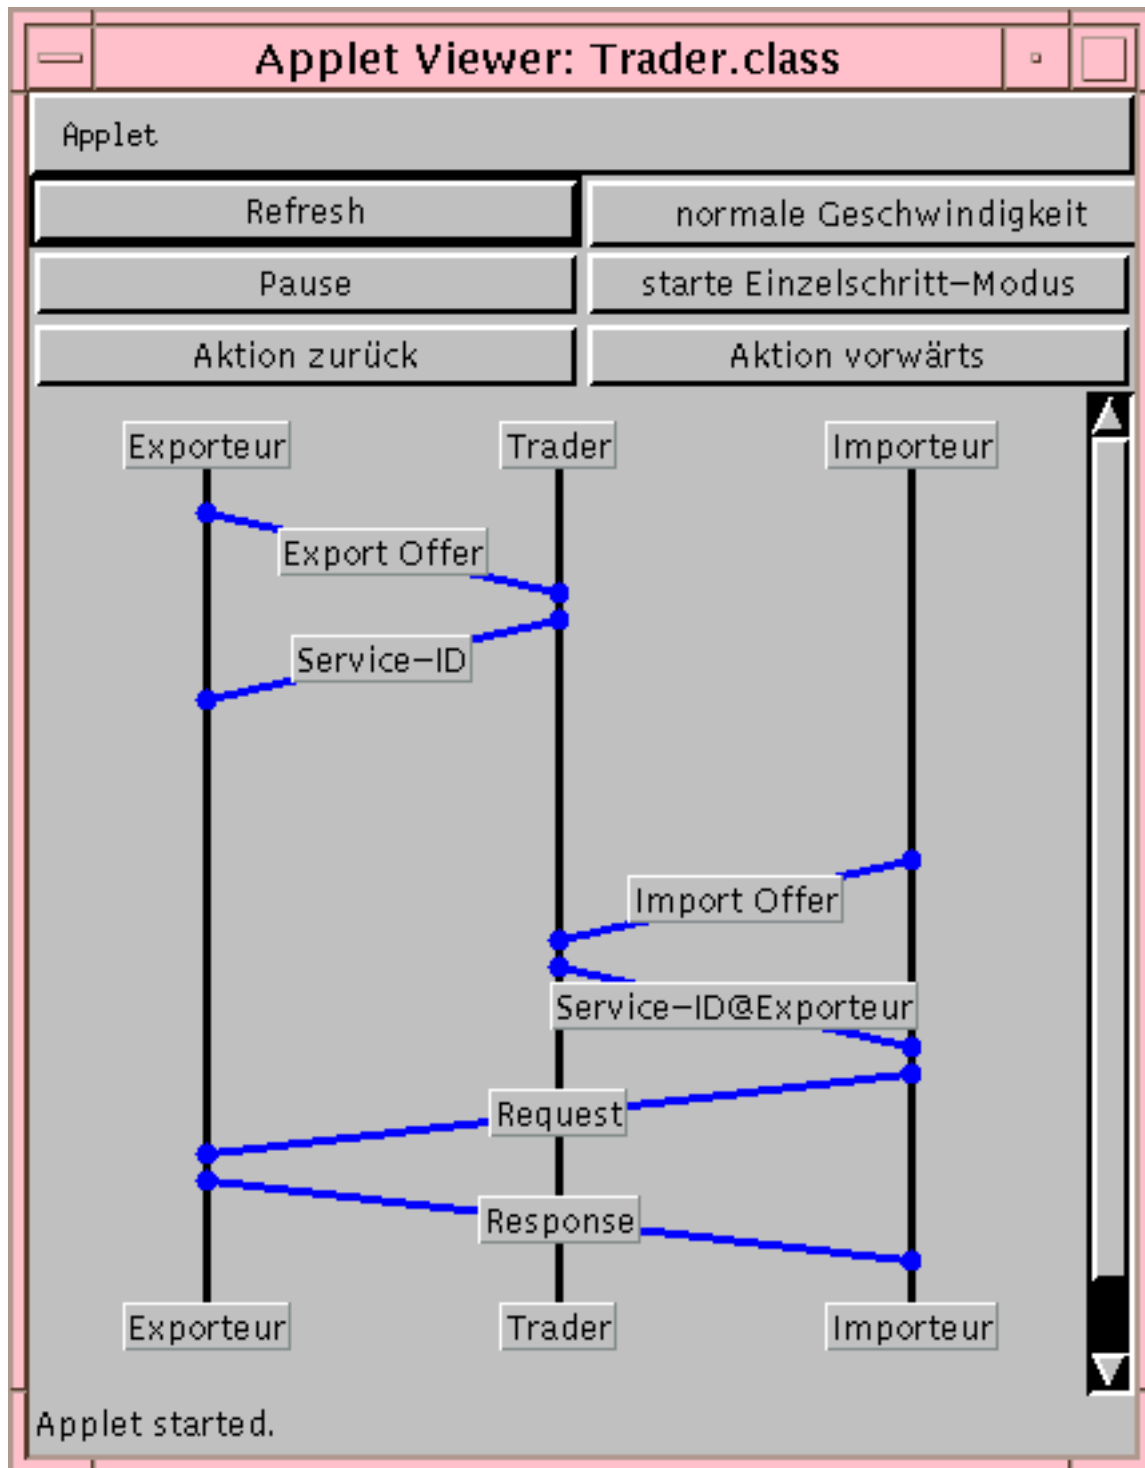 Applet Viewer: Trader.class
Applet
Refresh
normale Geschwindigkeit
Pause
starte Einzelschritt-Modus
Aktion zurück
Aktion vorwärts
Exporteur
Trader
Importeur
Export Offer
Service-ID
Import Offer
Service-ID@Exporteur
Request
Response
Exporteur
Trader
Importeur
Applet started.